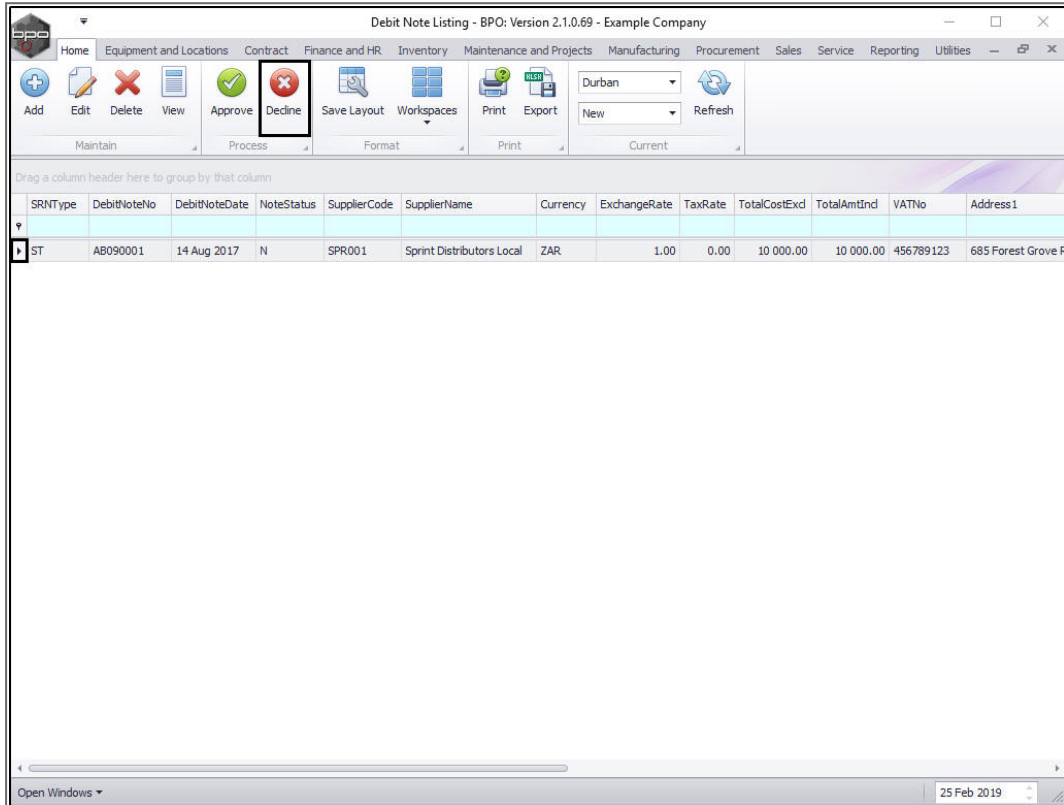 Debit Note Listing - BPO: Version 2.1.0.69 - Example Company
bpo
Home Equipment and Locations Contract Finance and HR Inventory Maintenance and Projects Manufacturing Procurement Sales Service Reporting Utilities
Add Edit Delete View Approve Decline Save Layout Workspaces Print Export Durban New Refresh
XLSX
Maintain Process Format Print Current
Drag a column header here to group by that column
SRNType DebitNoteNo DebitNoteDate NoteStatus SupplierCode SupplierName Currency ExchangeRate TaxRate TotalCostExcl TotalAmtIncl VATNo Address1
ST AB090001 14 Aug 2017 N SPR001 Sprint Distributors Local ZAR 1.00 0.00 10 000.00 10 000.00 456789123 685 Forest Grove
Open Windows 25 Feb 2019